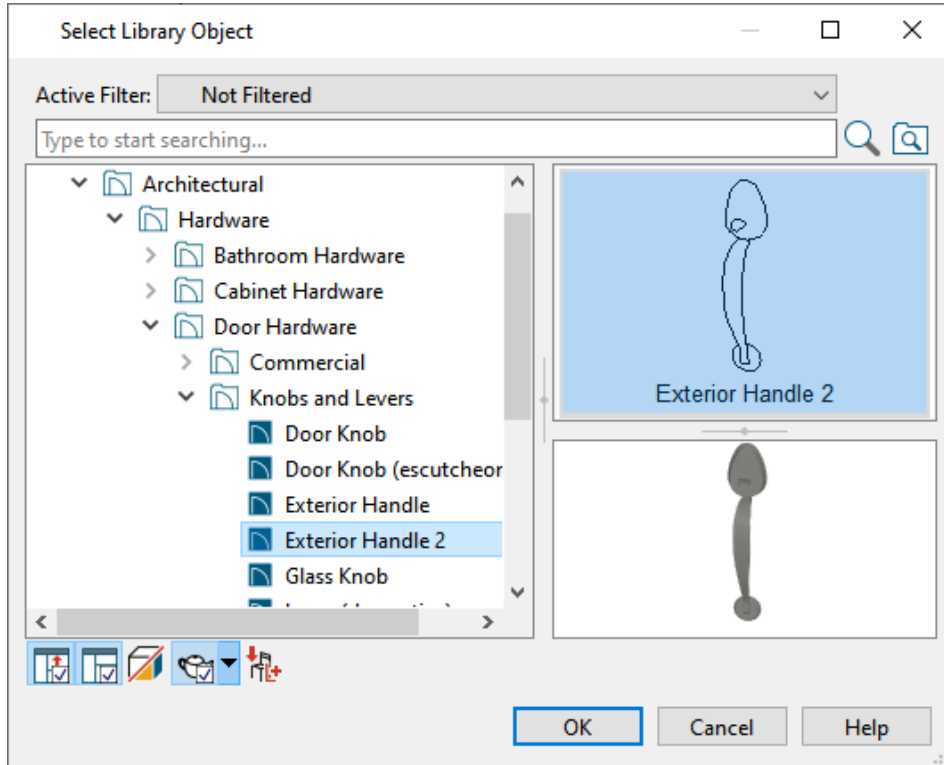 Select Library Object
Active Filter: Not Filtered
Type to start searching...
Architectural
Hardware
Bathroom Hardware
Cabinet Hardware
Door Hardware
Commercial
Knobs and Levers
Door Knob
Door Knob (escutcheon
Exterior Handle
Exterior Handle 2
Glass Knob
Exterior Handle 2
OK Cancel Help